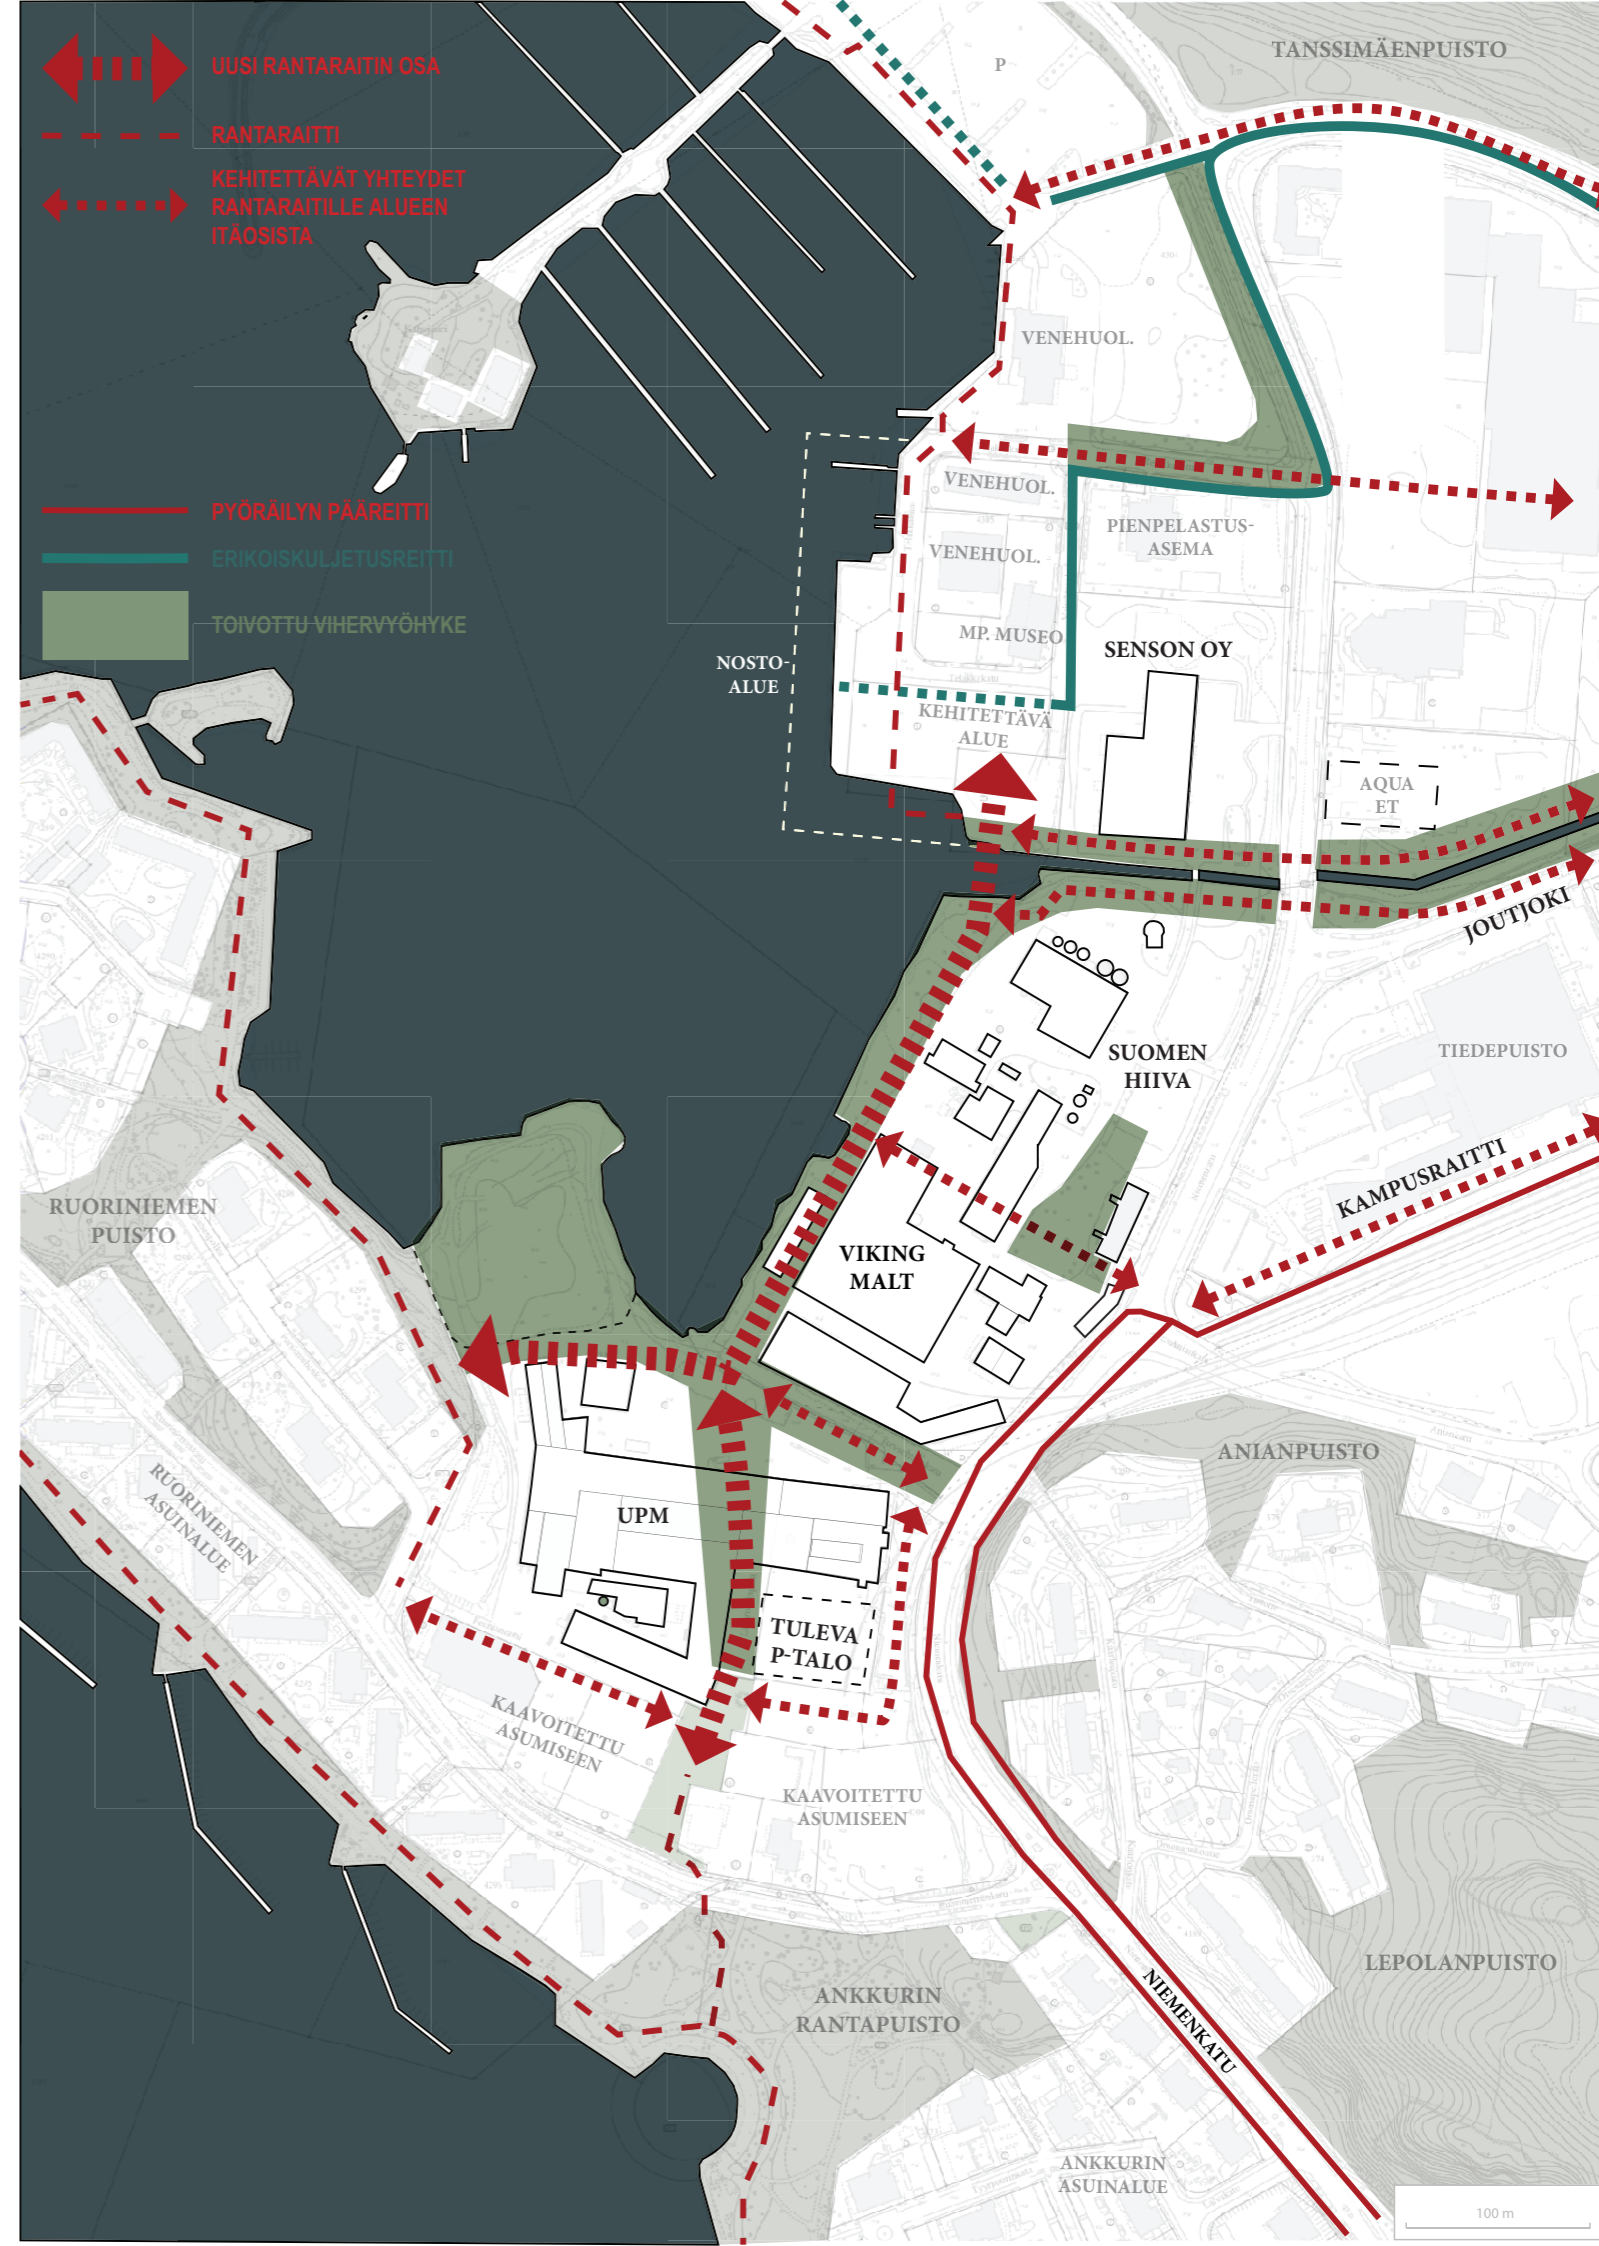 UUSI RANTARAITIN OSA
RANTARAITTI
KEHITETTÄVÄT YHTEYDET
RANTARAITILLE ALUEEN
ITÄOSISTA
PYÖRÄILYN PÄÄREITTI
ERIKOISKULJETUSREITTI
TOIVOTTU VIHERVYÖHYKE
TANSSIMÄENPUISTO
P
VENEHUOL.
VENEHUOL.
VENEHUOL.
PIENPELASTUS-
ASEMA
MP. MUSEO
SENSON OY
NOSTO-
ALUE
KEHITETTÄVÄ
ALUE
AQUA
ET
JOUTJOKI
SUOMEN
HIIVA
TIEDEPUISTO
KAMPUSRAITTI
RUORINIEMEN
PUISTO
VIKING
MALT
ANIANPUISTO
RUORINIEMEN
ASUINALUE
UPM
TULEVA
P-TALO
KAAVOITETTU
ASUMISEEN
KAAVOITETTU
ASUMISEEN
LEPOLANPUISTO
ANKKURIN
RANTAPUISTO
NIEMENKATU
ANKKURIN
ASUINALUE
100 m